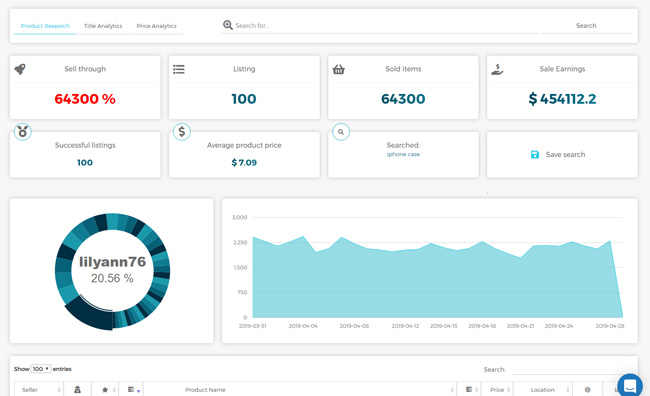 Product Research Title Analytics Price Analytics Search for... Search
Sell through Listing Sold items Sale Earnings
64300 % 100 64300 $ 454112.2
Successful listings Average product price Searched: Save search
iphone case
100 $ 7.09
lilyann76
20.56 %
3,000
2,250
1,500
750
0
2019-03-31 2019-04-04 2019-04-08 2019-04-12 2019-04-15 2019-04-18 2019-04-21 2019-04-24 2019-04-28
Show 100 entries Search:
Seller Product Name Price Location